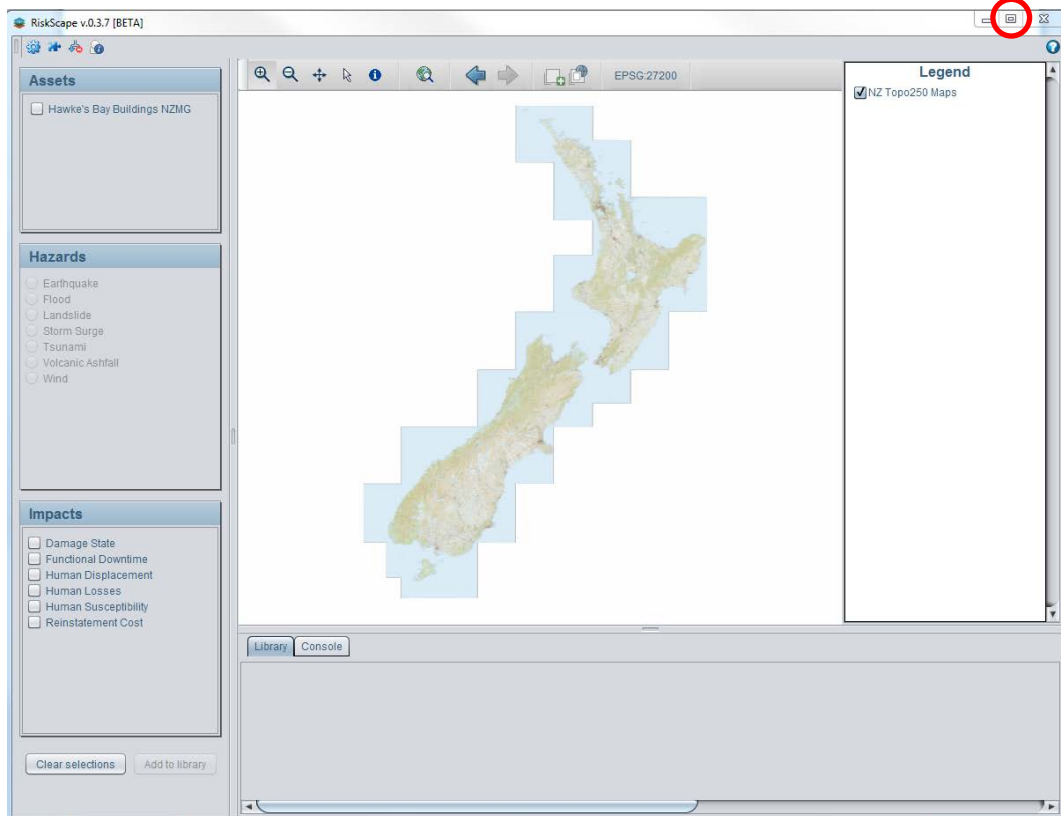 RiskScape v.0.3.7 [BETA]
Assets
Hawke's Bay Buildings NZMG
Hazards
Earthquake
Flood
Landslide
Storm Surge
Tsunami
Volcanic Ashfall
Wind
Impacts
Damage State
Functional Downtime
Human Displacement
Human Losses
Human Susceptibility
Reinstatement Cost
Clear selections Add to library
EPSG:27200
Legend
NZ Topo250 Maps
Library Console